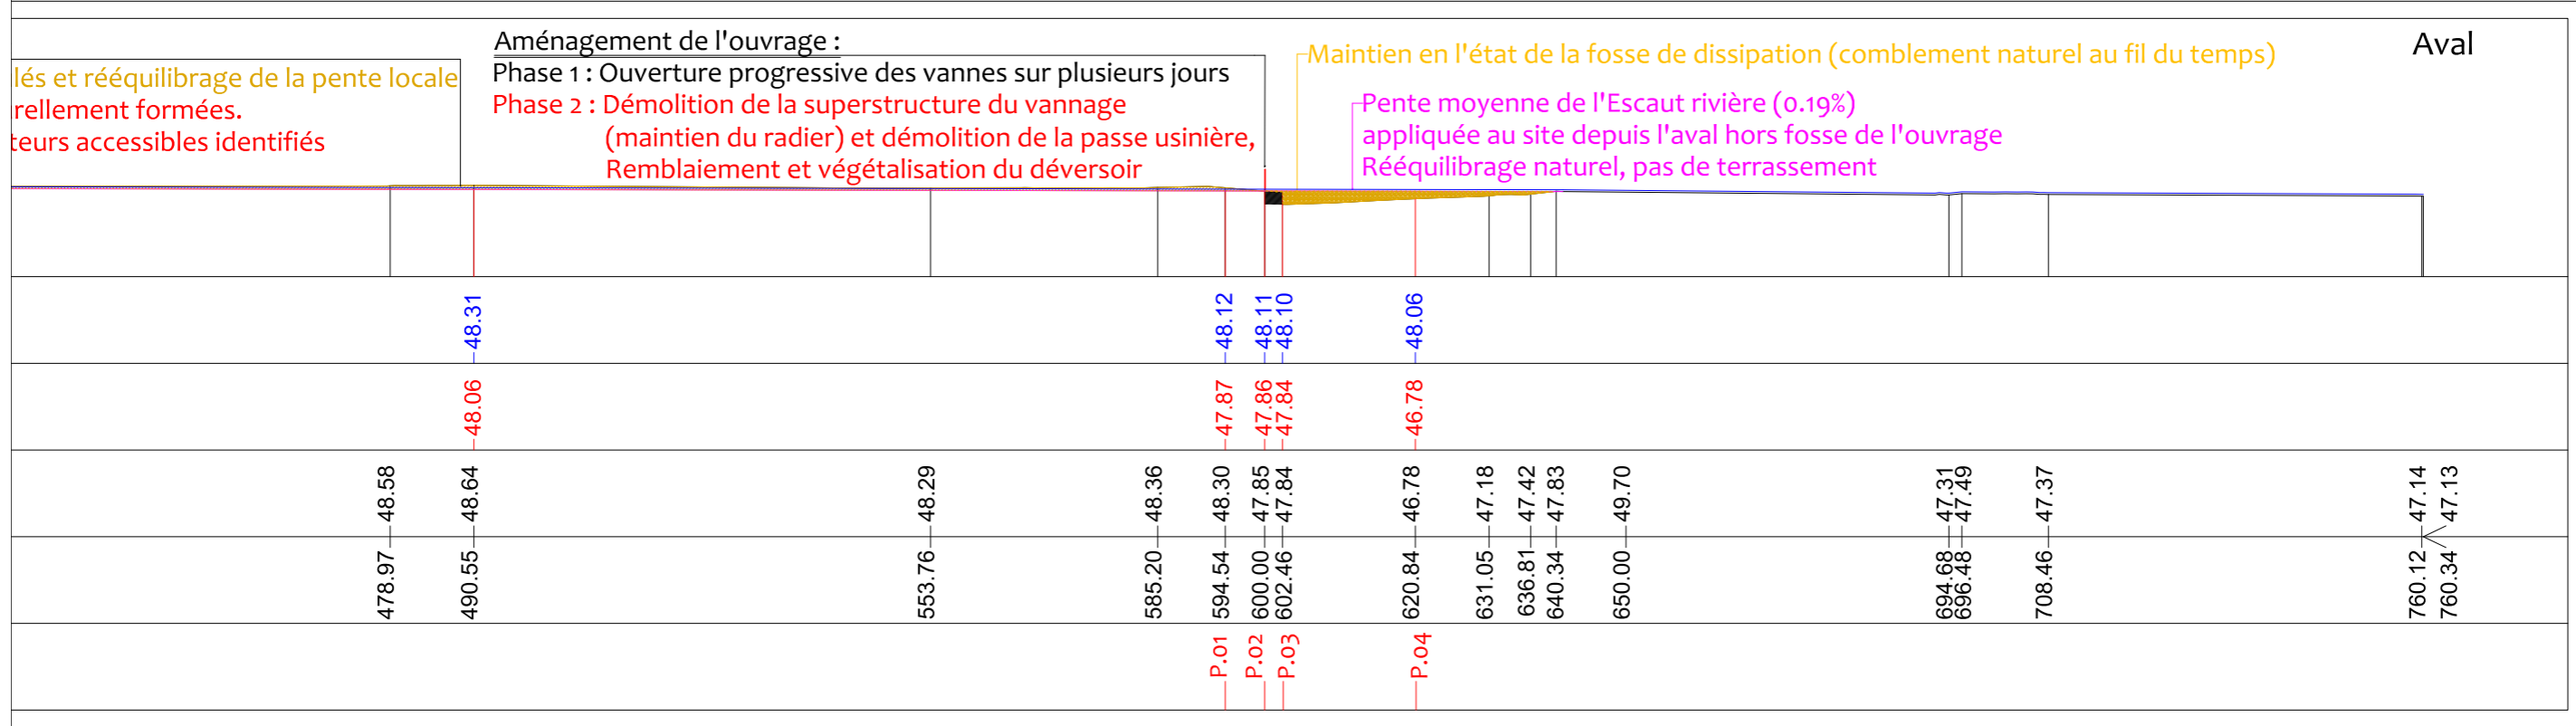 Aménagement de l'ouvrage :
Phase 1 : Ouverture progressive des vannes sur plusieurs jours
Phase 2 : Démolition de la superstructure du vannage
(maintien du radier) et démolition de la passe usinière,
Remblaiement et végétalisation du déversoir
lés et rééquilibrage de la pente locale
rellement formées.
teurs accessibles identifiés
Maintien en l'état de la fosse de dissipation (comblement naturel au fil du temps)
Pente moyenne de l'Escaut rivière (0.19%)
appliquée au site depuis l'aval hors fosse de l'ouvrage
Rééquilibrage naturel, pas de terrassement
Aval
48.31 48.12 48.11 48.10 48.06
48.06 47.87 47.86 47.84 46.78
48.58 48.64 48.29 48.36 48.30 47.85 47.84 46.78 47.18 47.42 47.83 49.70 47.31 47.49 47.37 47.14 47.13
478.97 490.55 553.76 585.20 594.54 600.00 602.46 620.84 631.05 636.81 640.34 650.00 694.68 696.48 708.46 760.12 760.34
P.01 P.02 P.03 P.04